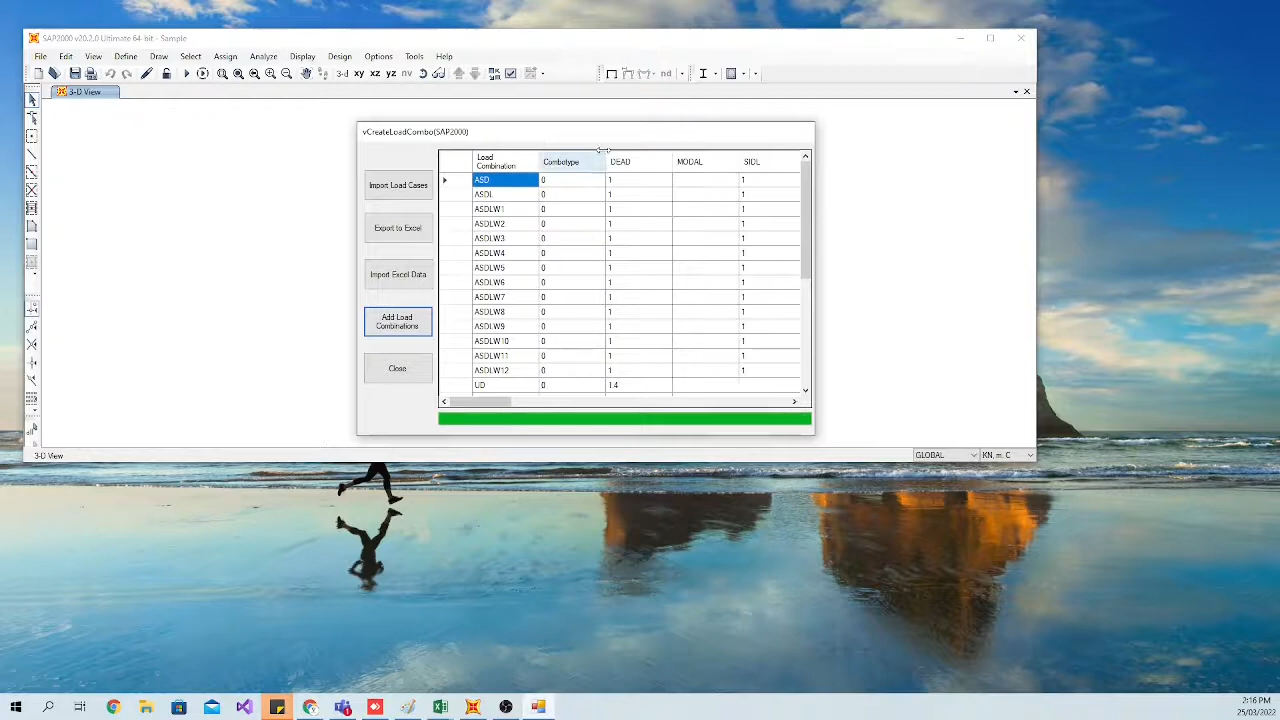 SAP2000 v20.2.0 Ultimate 64-bit - Sample
File Edit View Define Draw Select Assign Analyze Display Design Options Tools Help
3-d xy xz yz nv nd
3-D View
vCreateLoadCombo(SAP2000)
Import Load Cases
Export to Excel
Import Excel Data
Add Load
Combinations
Close
Load
Combination Combotype DEAD MODAL SIDL
ASD 0 1 1
ASDL 0 1 1
ASDLW1 0 1 1
ASDLW2 0 1 1
ASDLW3 0 1 1
ASDLW4 0 1 1
ASDLW5 0 1 1
ASDLW6 0 1 1
ASDLW7 0 1 1
ASDLW8 0 1 1
ASDLW9 0 1 1
ASDLW10 0 1 1
ASDLW11 0 1 1
ASDLW12 0 1 1
UD 0 1.4
3-D View
GLOBAL
KN, m, C
2:16 PM
25/03/2022